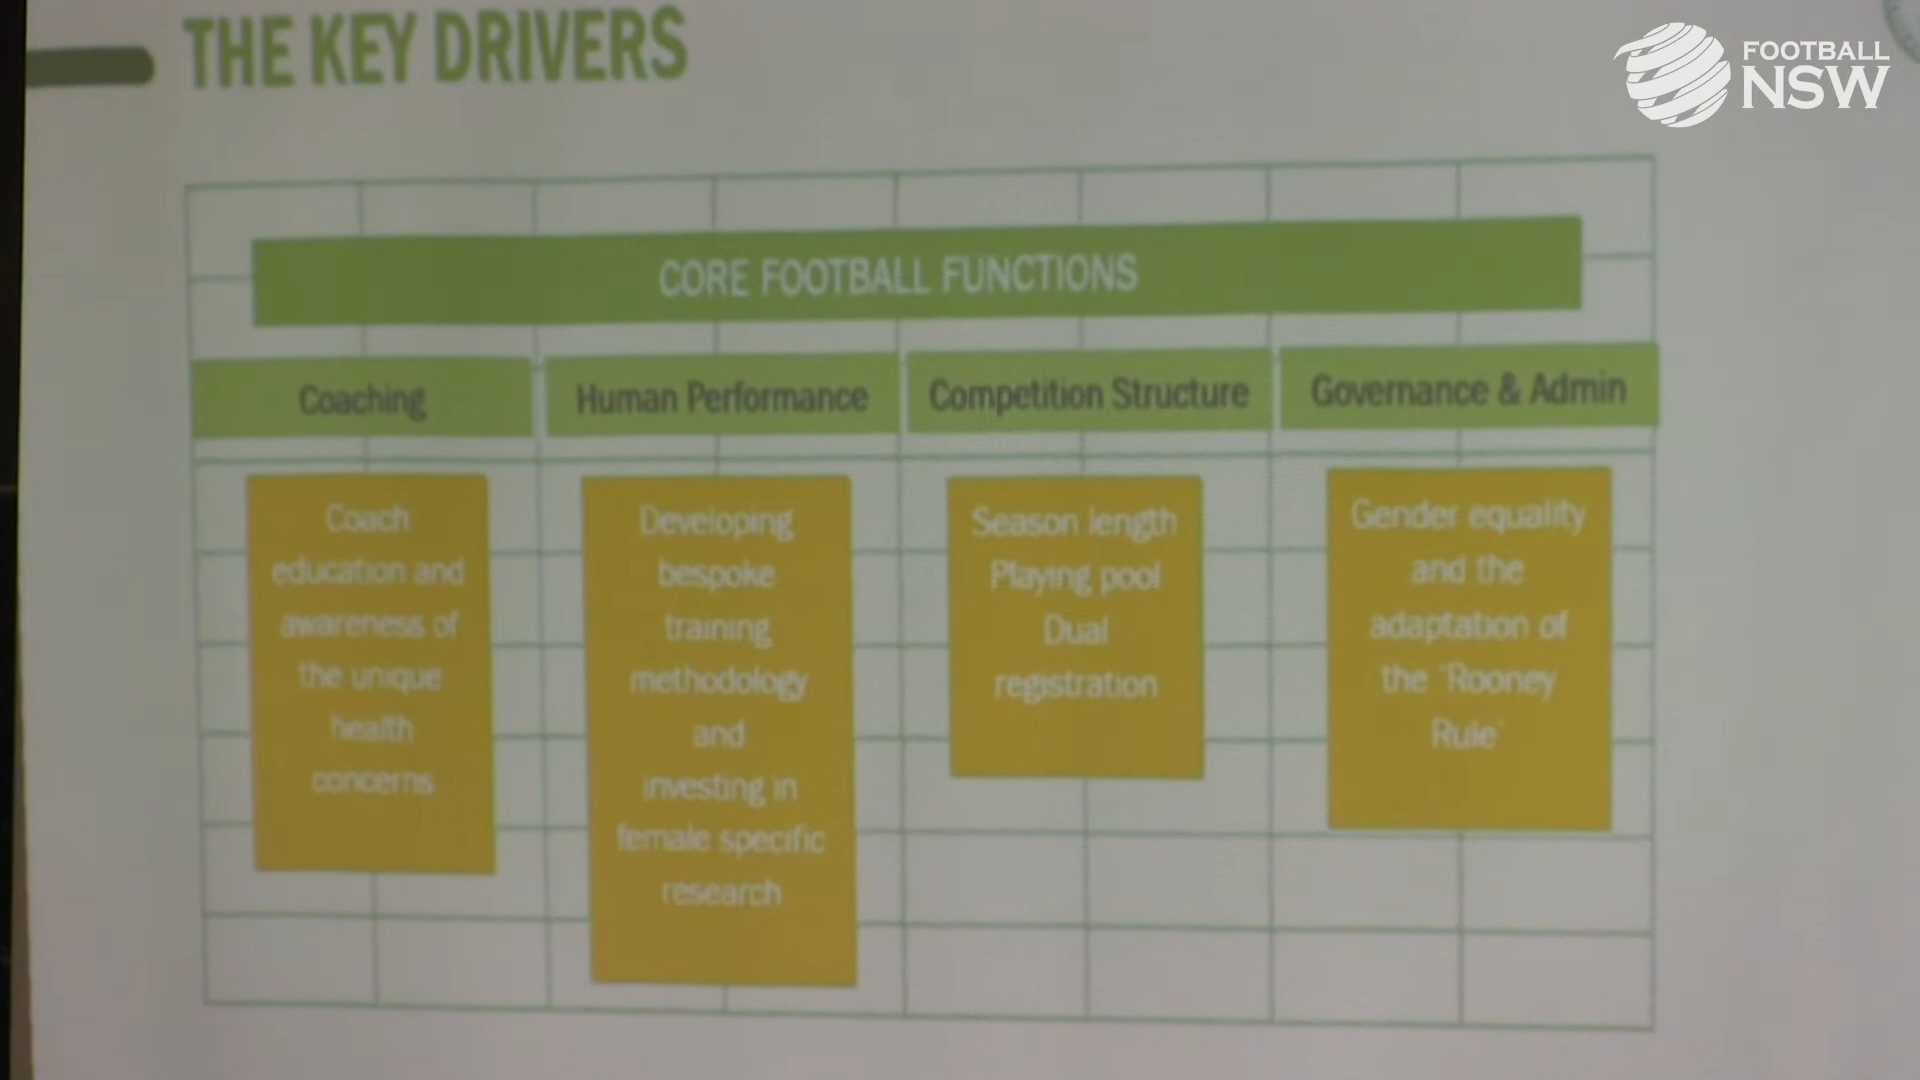 THE KEY DRIVERS
FOOTBALL
NSW
CORE FOOTBALL FUNCTIONS
Coaching
Human Performance
Competition Structure
Governance & Admin
Coach
education and
awareness of
the unique
health
concerns
Developing
bespoke
training
methodology
and
investing in
female specific
research
Season length
Playing pool
Dual
registration
Gender equality
and the
adaptation of
the 'Rooney
Rule'